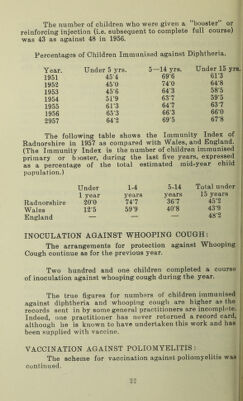 The number of children who were given a "booster" or
reinforcing injection (i.e. subsequent to complete full course)
was 45 as against 48 in 1956.
Percentages of Children Immunised against Diphtheria.
Year. Under 5 yrs. 5—14 yrs. Under 15 yrs.
1951 45·4 69·6 61·3
1952 45·0 74·0 64·8
1953 45·6 64·3 58·5
1954 51·9 63·7 59·5
1955 61·3 64·7 63·7
1956 65·3 66·3 66·0
2957 64·2 69·5 67·8
The following table shows the Immunity Index of
Radnorshire in 1957 as compared with Wales, and England.
(The Immunity Index is the number of children immunised
primary or booster, during the last five years, expressed
as a percentage of the total estimated mid-year child
population.)
Under 1-4 5-14 Total under
1 year years years 15 years
Radnorshire 20·0 74·7 36·7 45·2
Wales 12·5 59·9 40·8 43·9
England — — — 48·2
INOCULATION AGAINST WHOOPING COUGH:
The arrangements for protection against Whooping
Cough continue as for the previous year.
Two hundred and one children completed a course
of inoculation against whooping cough during the year.
The true figures for numbers of children immunised
against diphtheria and whooping cough are higher as the
records sent in by some general practitioners are incomplete.
Indeed, one practitioner has never returned a record card,
although he is known to have undertaken this work and has
been supplied with vaccine.
VACCINATION AGAINST POLIOMYELITIS:
The scheme for vaccination against poliomyelitis was
continued.
22